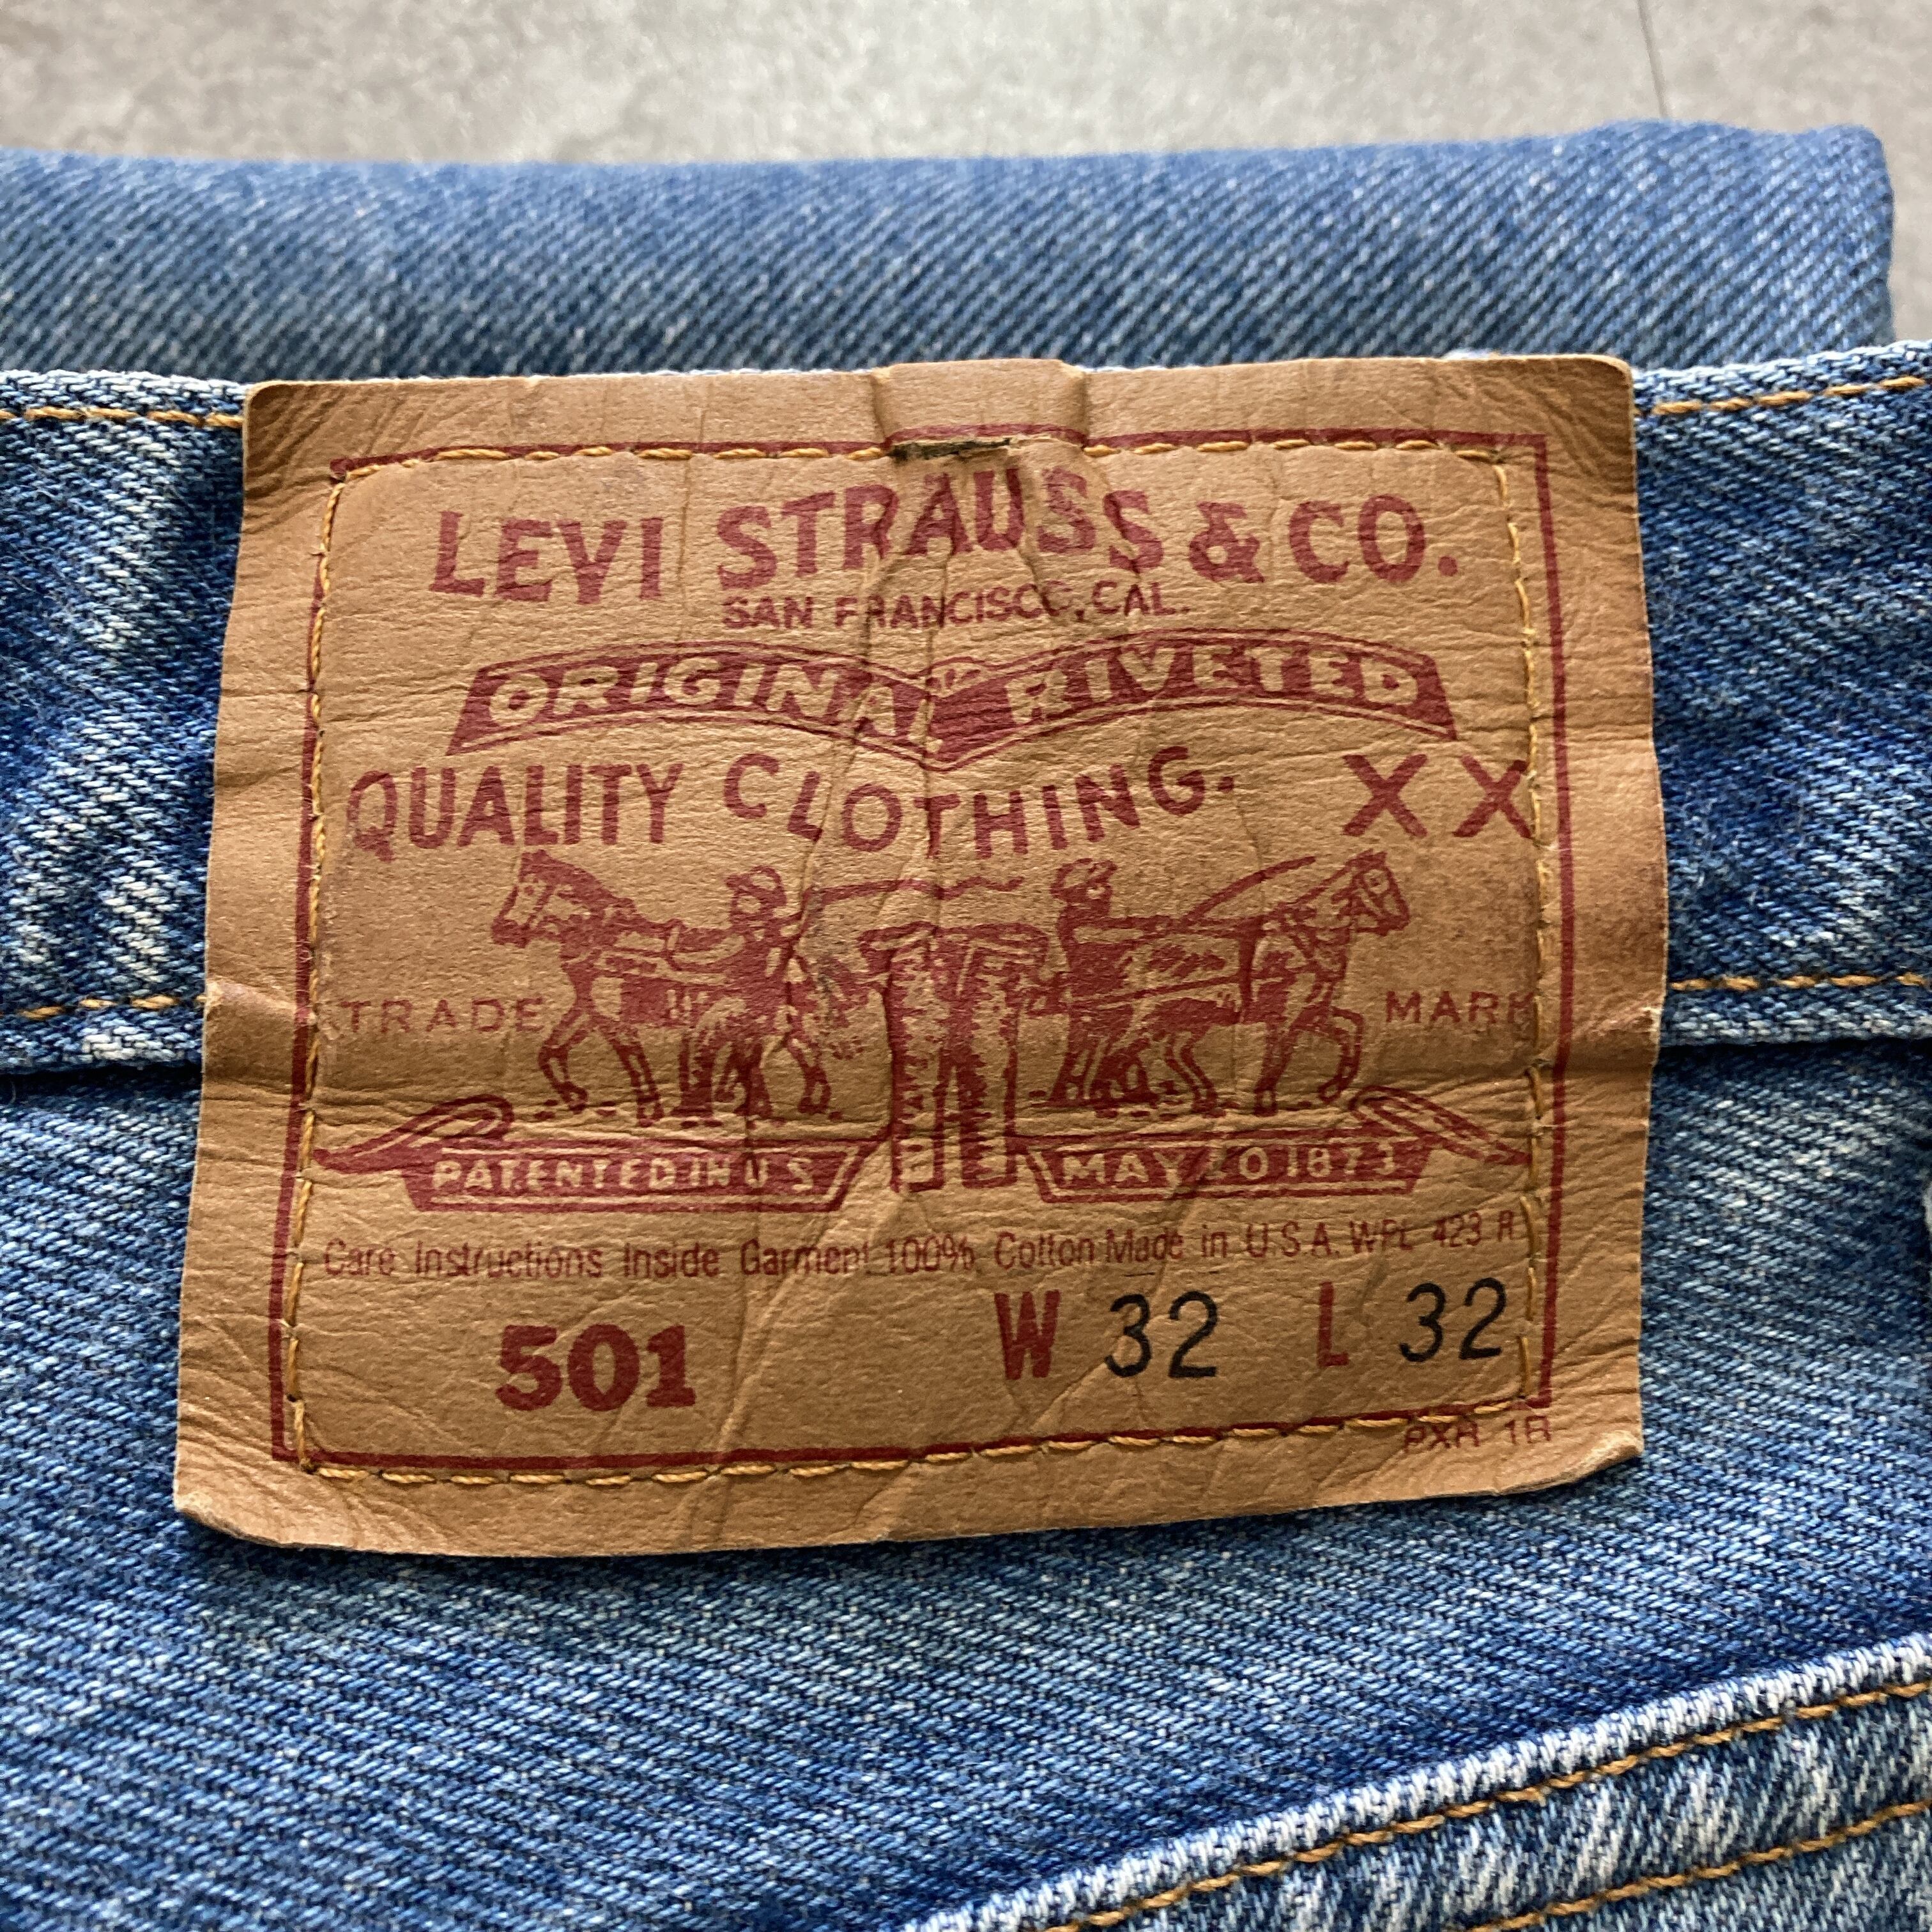 LEVI STRAUSS & CO.
SAN FRANCISCO, CAL.
ORIGINAL RIVETED
QUALITY CLOTHING. XX
TRADE MARK
PATENTED IN U S MAY 20 1873
Care Instructions Inside Garment 100% Cotton Made in U.S.A. WPL 423 R
501 W 32 L 32